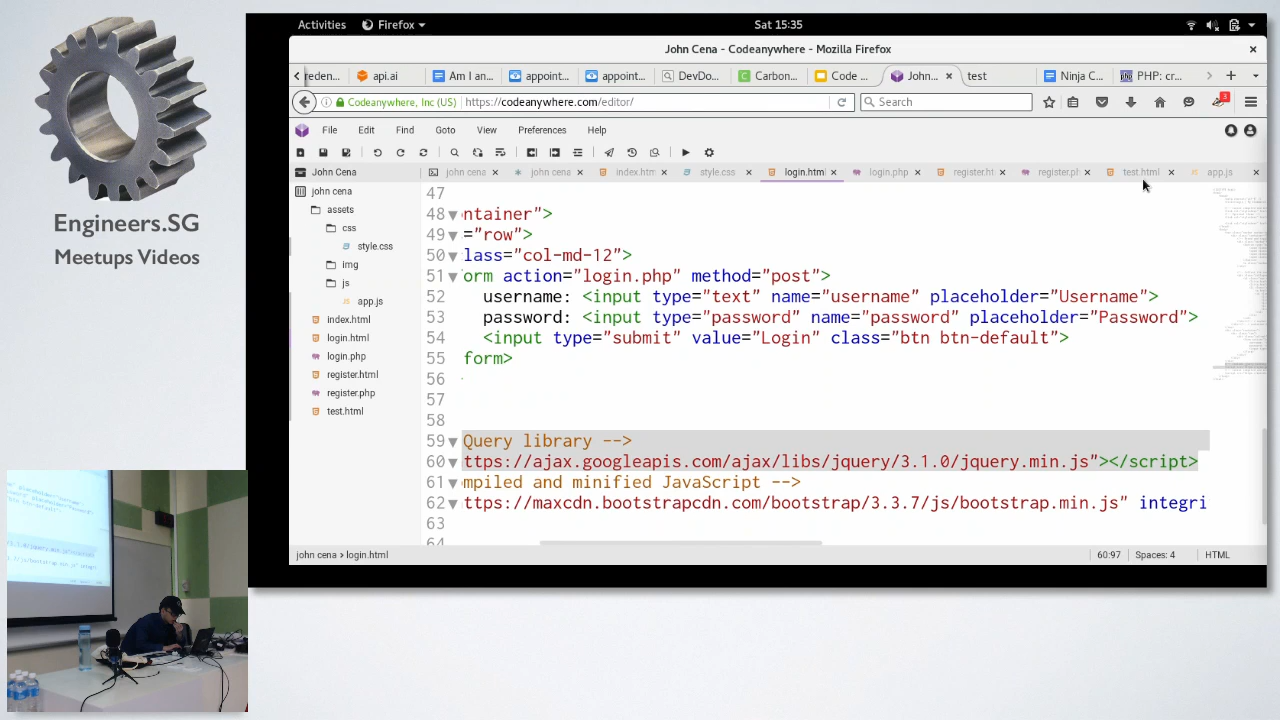 Activities
Firefox
Sat 15:35
John Cena - Codeanywhere - Mozilla Firefox
reden...
api.ai
Am I an...
appoint...
appoint...
DevDo...
Carbon...
Code ...
John...
test
Ninja C...
PHP: cr...
Codeanywhere, Inc (US)
https://codeanywhere.com/editor/
Search
3
File
Edit
Find
Goto
View
Preferences
Help
John Cena
john cena
john cena
index.htm
style.css
login.html
login.php
register.ht
register.pl
test.html
app.js
john cena
assets
css
style.css
img
js
app.js
index.html
login.html
login.php
register.html
register.php
test.html
47
48 ntainer">
49 ="row">
50 lass="col-md-12">
51 orm action="login.php" method="post">
52 username: <input type="text" name="username" placeholder="Username">
53 password: <input type="password" name="password" placeholder="Password">
54 <input type="submit" value="Login" class="btn btn-default">
55 form>
56
57
58
59 Query library -->
60 ttps://ajax.googleapis.com/ajax/libs/jquery/3.1.0/jquery.min.js"></script>
61 mpiled and minified JavaScript -->
62 ttps://maxcdn.bootstrapcdn.com/bootstrap/3.3.7/js/bootstrap.min.js" integri
63
64
john cena › login.html
60:97
Spaces: 4
HTML
Engineers.SG
Meetups Videos